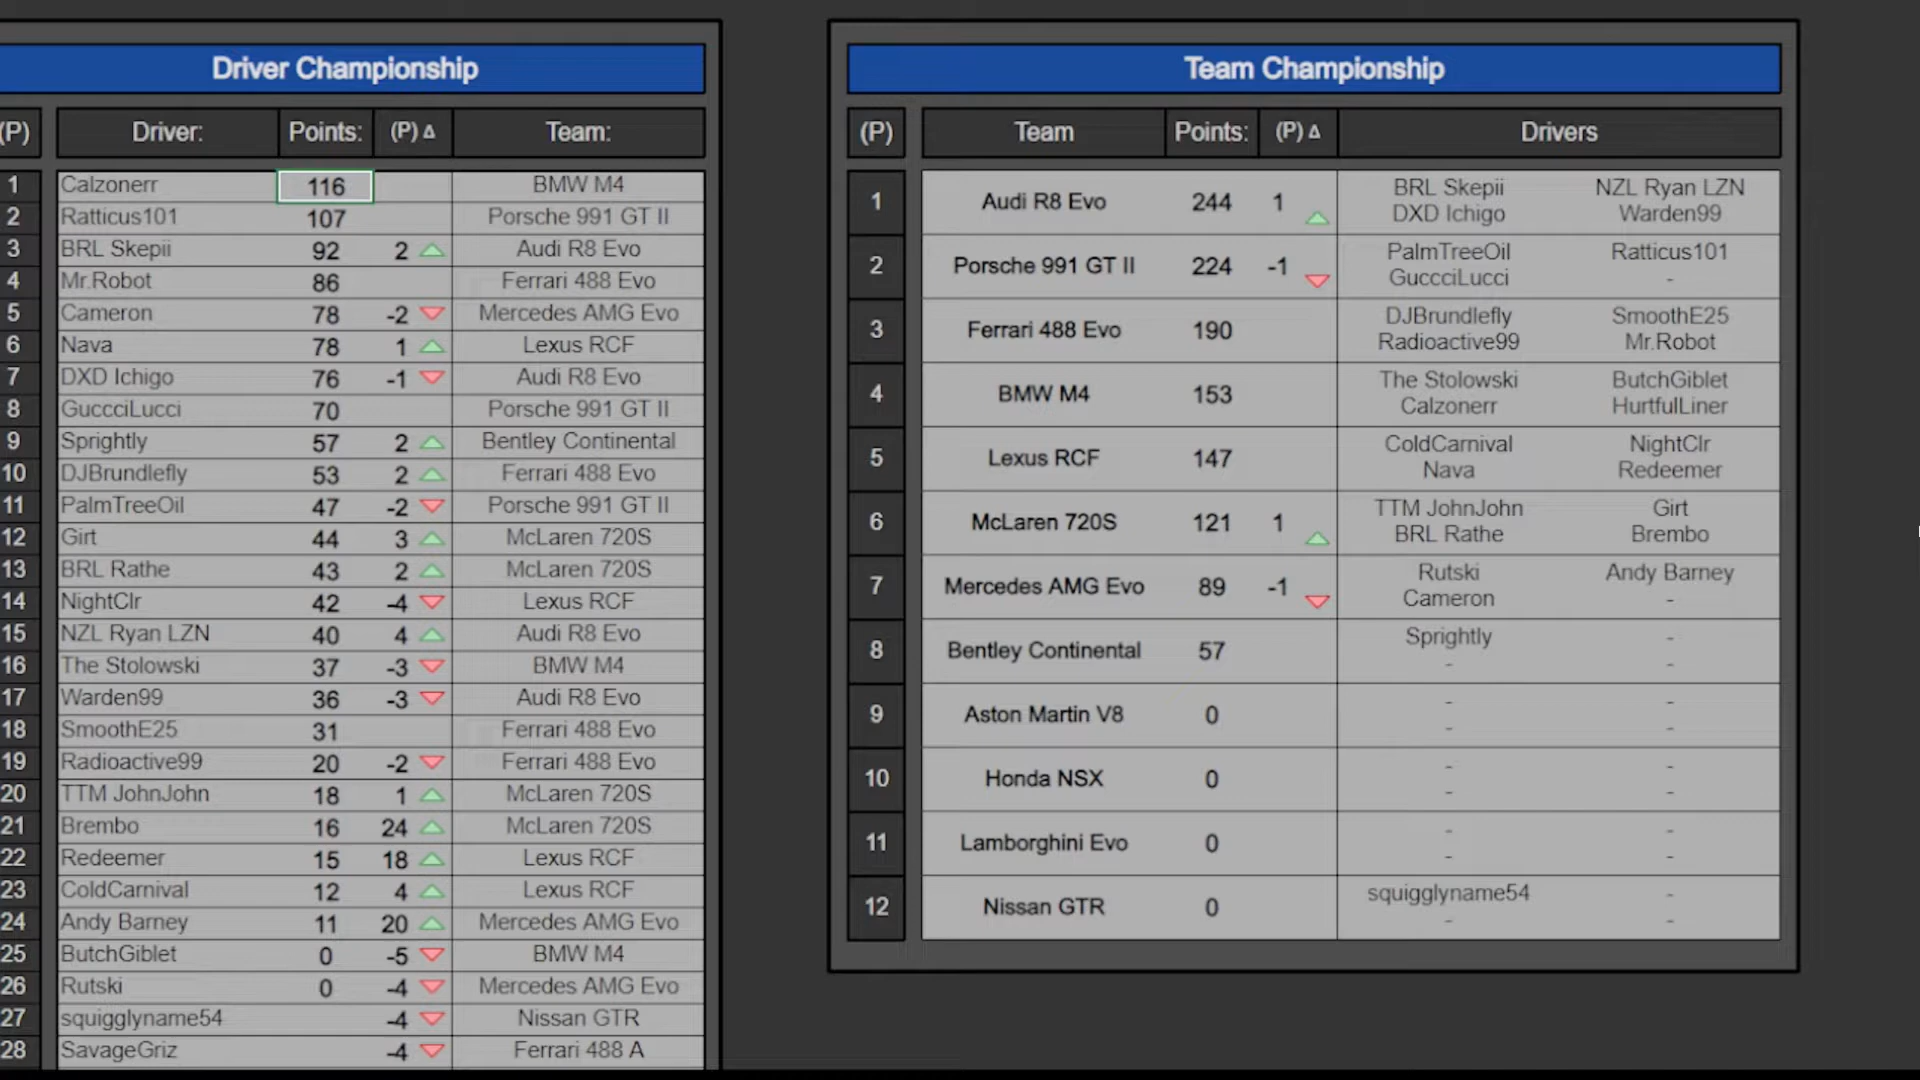 Driver Championship
(P) Driver: Points: (P) Δ Team:
1 Calzonerr 116 BMW M4
2 Ratticus101 107 Porsche 991 GT II
3 BRL Skepii 92 2 Audi R8 Evo
4 Mr.Robot 86 Ferrari 488 Evo
5 Cameron 78 -2 Mercedes AMG Evo
6 Nava 78 1 Lexus RCF
7 DXD Ichigo 76 -1 Audi R8 Evo
8 GuccciLucci 70 Porsche 991 GT II
9 Sprightly 57 2 Bentley Continental
10 DJBrundlefly 53 2 Ferrari 488 Evo
11 PalmTreeOil 47 -2 Porsche 991 GT II
12 Girt 44 3 McLaren 720S
13 BRL Rathe 43 2 McLaren 720S
14 NightClr 42 -4 Lexus RCF
15 NZL Ryan LZN 40 4 Audi R8 Evo
16 The Stolowski 37 -3 BMW M4
17 Warden99 36 -3 Audi R8 Evo
18 SmoothE25 31 Ferrari 488 Evo
19 Radioactive99 20 -2 Ferrari 488 Evo
20 TTM JohnJohn 18 1 McLaren 720S
21 Brembo 16 24 McLaren 720S
22 Redeemer 15 18 Lexus RCF
23 ColdCarnival 12 4 Lexus RCF
24 Andy Barney 11 20 Mercedes AMG Evo
25 ButchGiblet 0 -5 BMW M4
26 Rutski 0 -4 Mercedes AMG Evo
27 squigglyname54 -4 Nissan GTR
28 SavageGriz -4 Ferrari 488 A
Team Championship
(P) Team Points: (P) Δ Drivers
1 Audi R8 Evo 244 1
BRL Skepii NZL Ryan LZN
DXD Ichigo Warden99
2 Porsche 991 GT II 224 -1
PalmTreeOil Ratticus101
GuccciLucci -
3 Ferrari 488 Evo 190
DJBrundlefly SmoothE25
Radioactive99 Mr.Robot
4 BMW M4 153
The Stolowski ButchGiblet
Calzonerr HurtfulLiner
5 Lexus RCF 147
ColdCarnival NightClr
Nava Redeemer
6 McLaren 720S 121 1
TTM JohnJohn Girt
BRL Rathe Brembo
7 Mercedes AMG Evo 89 -1
Rutski Andy Barney
Cameron -
8 Bentley Continental 57
Sprightly -
- -
9 Aston Martin V8 0
- -
- -
10 Honda NSX 0
- -
- -
11 Lamborghini Evo 0
- -
- -
12 Nissan GTR 0
squigglyname54 -
- -